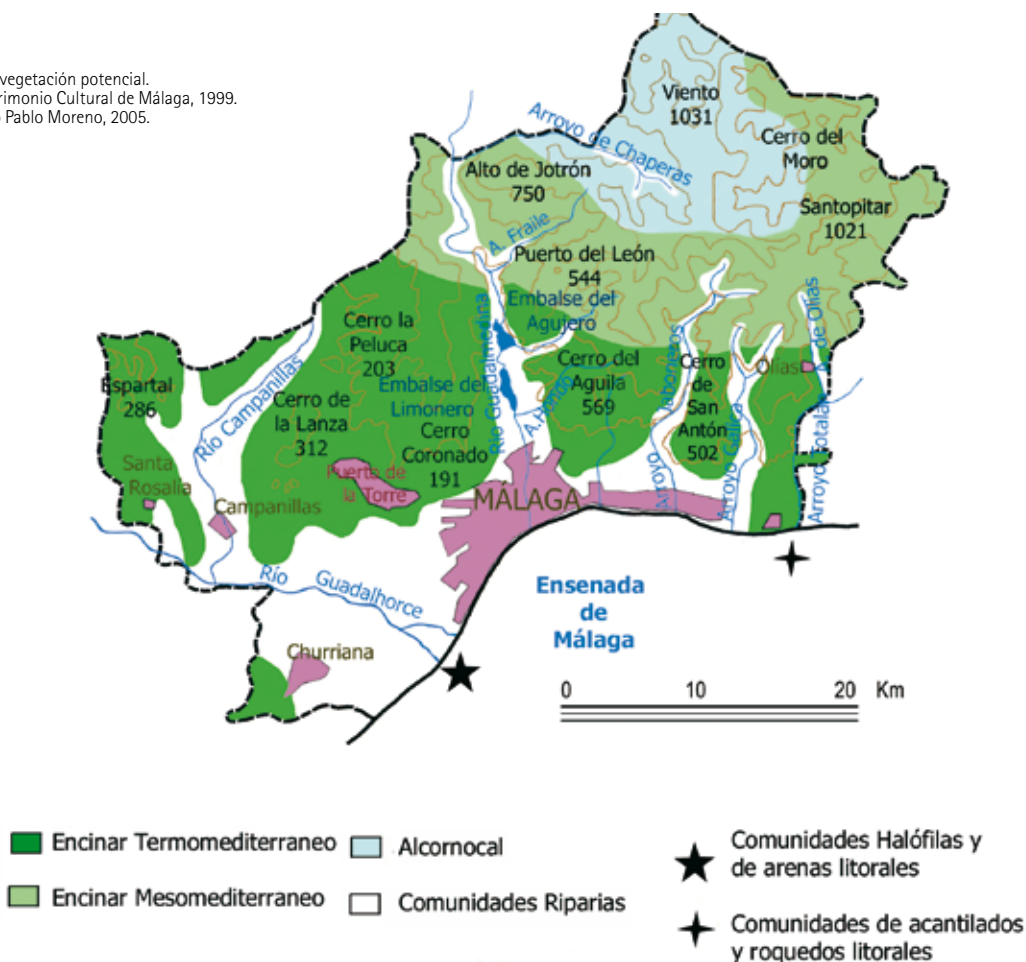 vegetación potencial.
rimonio Cultural de Málaga, 1999.
Pablo Moreno, 2005.
Viento
1031
Arroyo de Chaperas
Cerro del
Moro
Alto de Jotrón
750
Santopitar
1021
A. Fraile
Puerto del León
544
Embalse del
Agujero
Río Guadalmedina
Cerro la
Peluca
203
Cerro del
Aguila
569
Arroyo Jaboneros
Cerro
de
San
Antón
502
Olías
A. de Olías
Espartal
286
Río Campanillas
Cerro de
la Lanza
312
Embalse del
Limonero
Cerro
Coronado
191
A.Hondo
Arroyo Galica
Arroyo Totalán
Santa
Rosalía
Puerto de
la Torre
Campanillas
MÁLAGA
Río Guadalhorce
Ensenada
de
Málaga
Churriana
0 10 20 Km
Encinar Termomediterraneo
Alcornocal
Comunidades Halófilas y
de arenas litorales
Encinar Mesomediterraneo
Comunidades Riparias
Comunidades de acantilados
y roquedos litorales